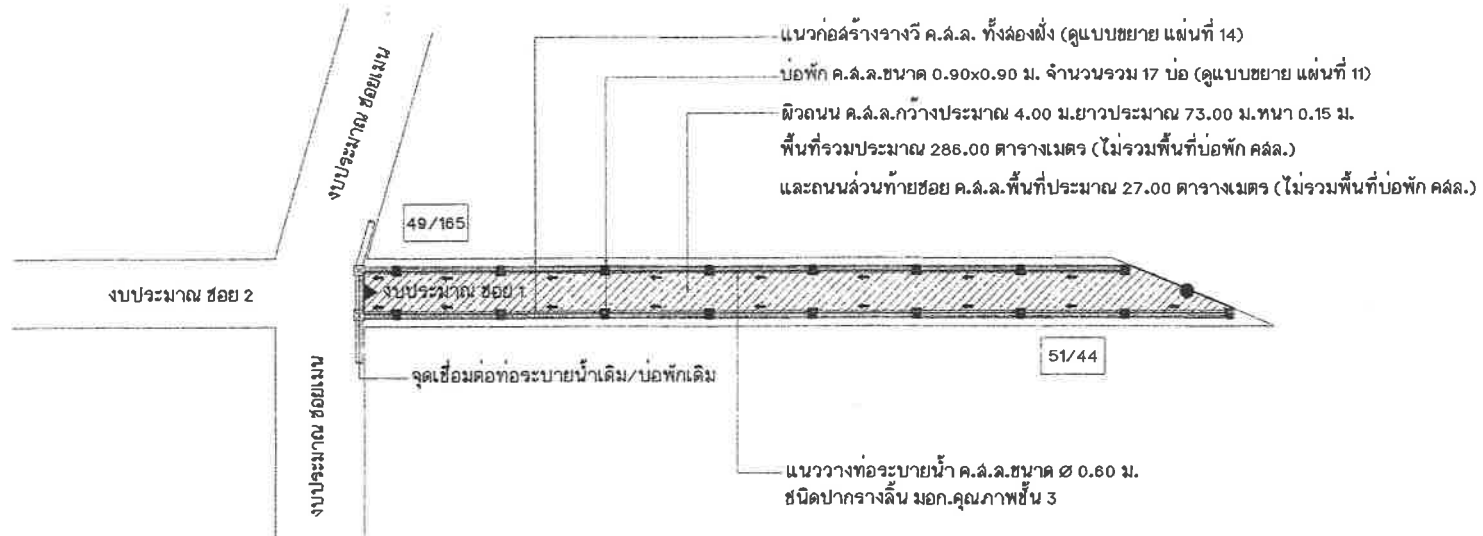 แนวก่อสร้างรางวี ค.ส.ล. ทั้งสองฝั่ง (ดูแบบขยาย แผ่นที่ 14)
บ่อพัก ค.ส.ล.ขนาด 0.90x0.90 ม. จำนวนรวม 17 บ่อ (ดูแบบขยาย แผ่นที่ 11)
ผิวถนน ค.ส.ล.กว้างประมาณ 4.00 ม.ยาวประมาณ 73.00 ม.หนา 0.15 ม.
พื้นที่รวมประมาณ 286.00 ตารางเมตร (ไม่รวมพื้นที่บ่อพัก คสล.)
และถนนส่วนท้ายซอย ค.ส.ล.พื้นที่ประมาณ 27.00 ตารางเมตร (ไม่รวมพื้นที่บ่อพัก คสล.)
งบประมาณ ซอยเมน
49/165
งบประมาณ ซอย 2
งบประมาณ ซอย 1
51/44
จุดเชื่อมต่อท่อระบายน้ำเดิม/บ่อพักเดิม
งบประมาณ ซอยเมน
แนววางท่อระบายน้ำ ค.ส.ล.ขนาด Ø 0.60 ม.
ชนิดปากรางลิ้น มอก.คุณภาพชั้น 3